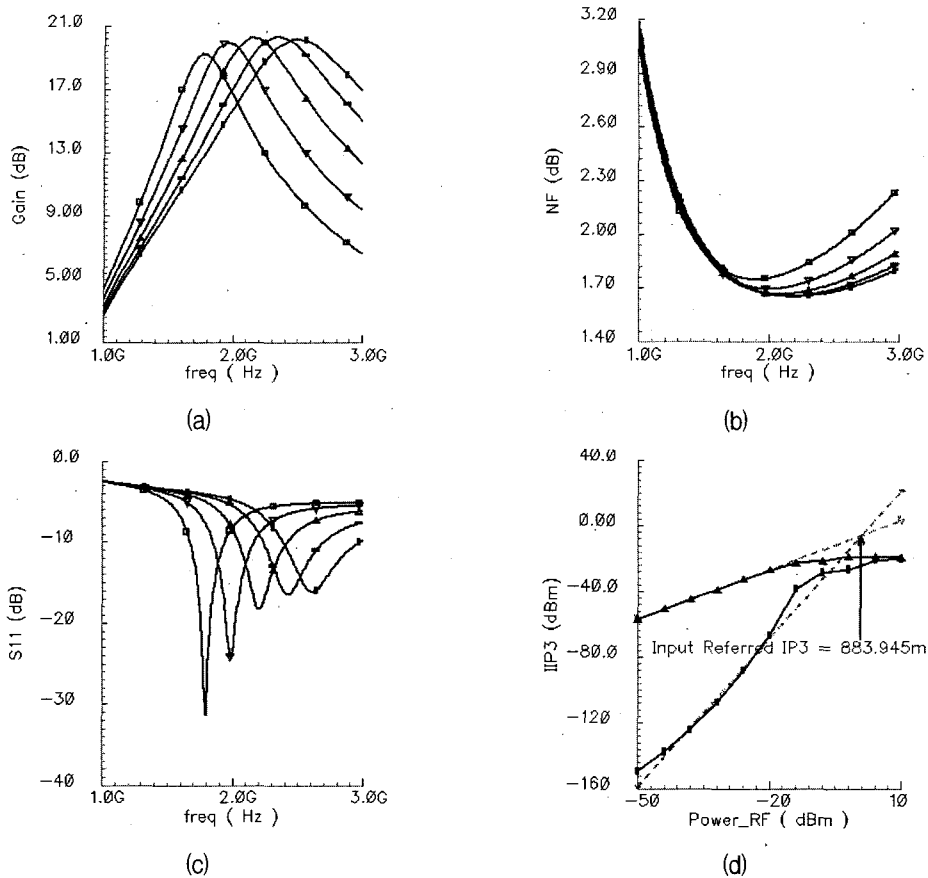 21.0
17.0
13.0
9.00
5.00
1.00
Gain (dB)
1.0G 2.0G 3.0G
freq ( Hz )
(a)
3.20
2.90
2.60
2.30
2.00
1.70
1.40
NF (dB)
1.0G 2.0G 3.0G
freq ( Hz )
(b)
0.0
-10
-20
-30
-40
S11 (dB)
1.0G 2.0G 3.0G
freq ( Hz )
(c)
40.0
0.00
-40.0
-80.0
-120
-160
IIP3 (dBm)
Input Referred IP3 = 883.945m
-50 -20 10
Power_RF ( dBm )
(d)